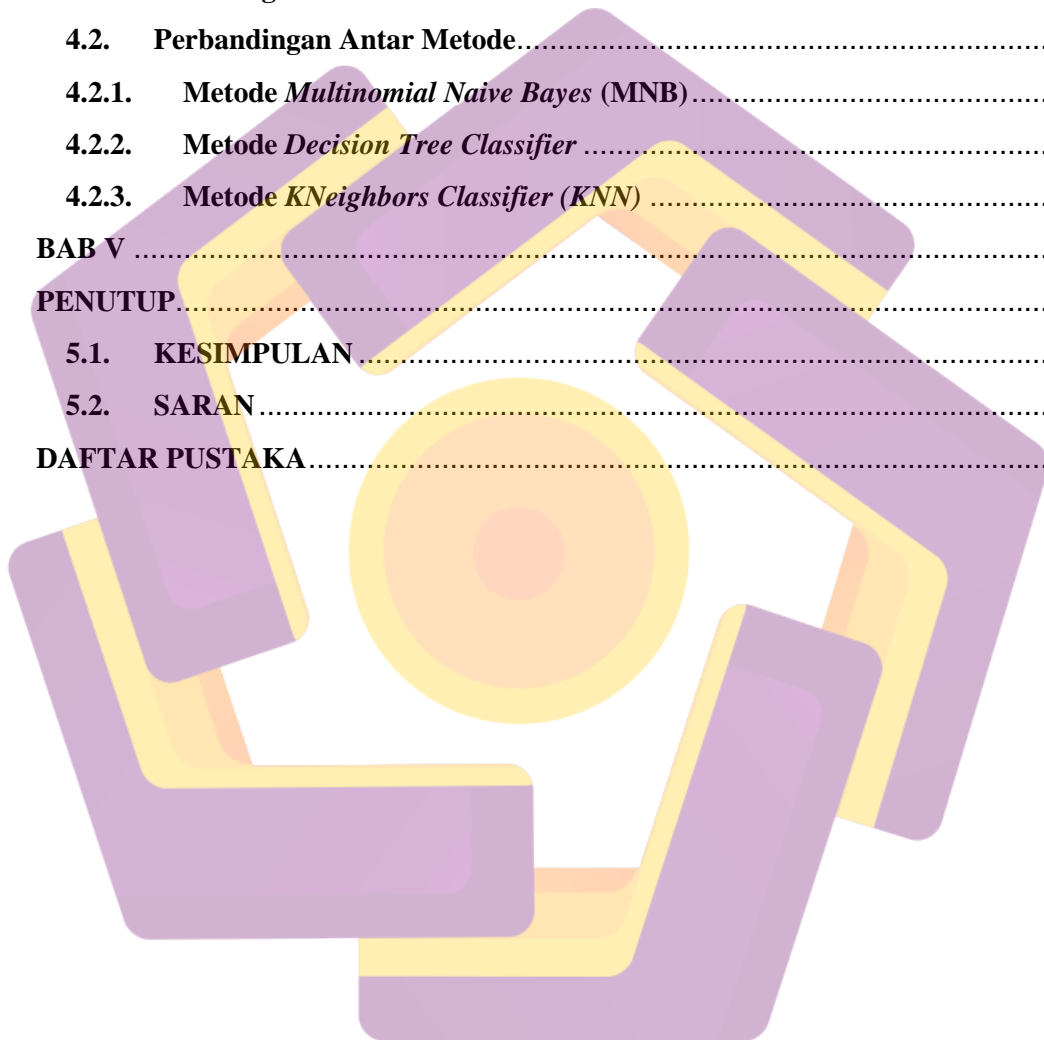 4.2. Perbandingan Antar Metode........................................................
4.2.1. Metode Multinomial Naive Bayes (MNB)......................................
4.2.2. Metode Decision Tree Classifier ................................................
4.2.3. Metode KNeighbors Classifier (KNN) ..........................................
BAB V .............................................................................................
PENUTUP.........................................................................................
5.1. KESIMPULAN .........................................................................
5.2. SARAN .....................................................................................
DAFTAR PUSTAKA..........................................................................